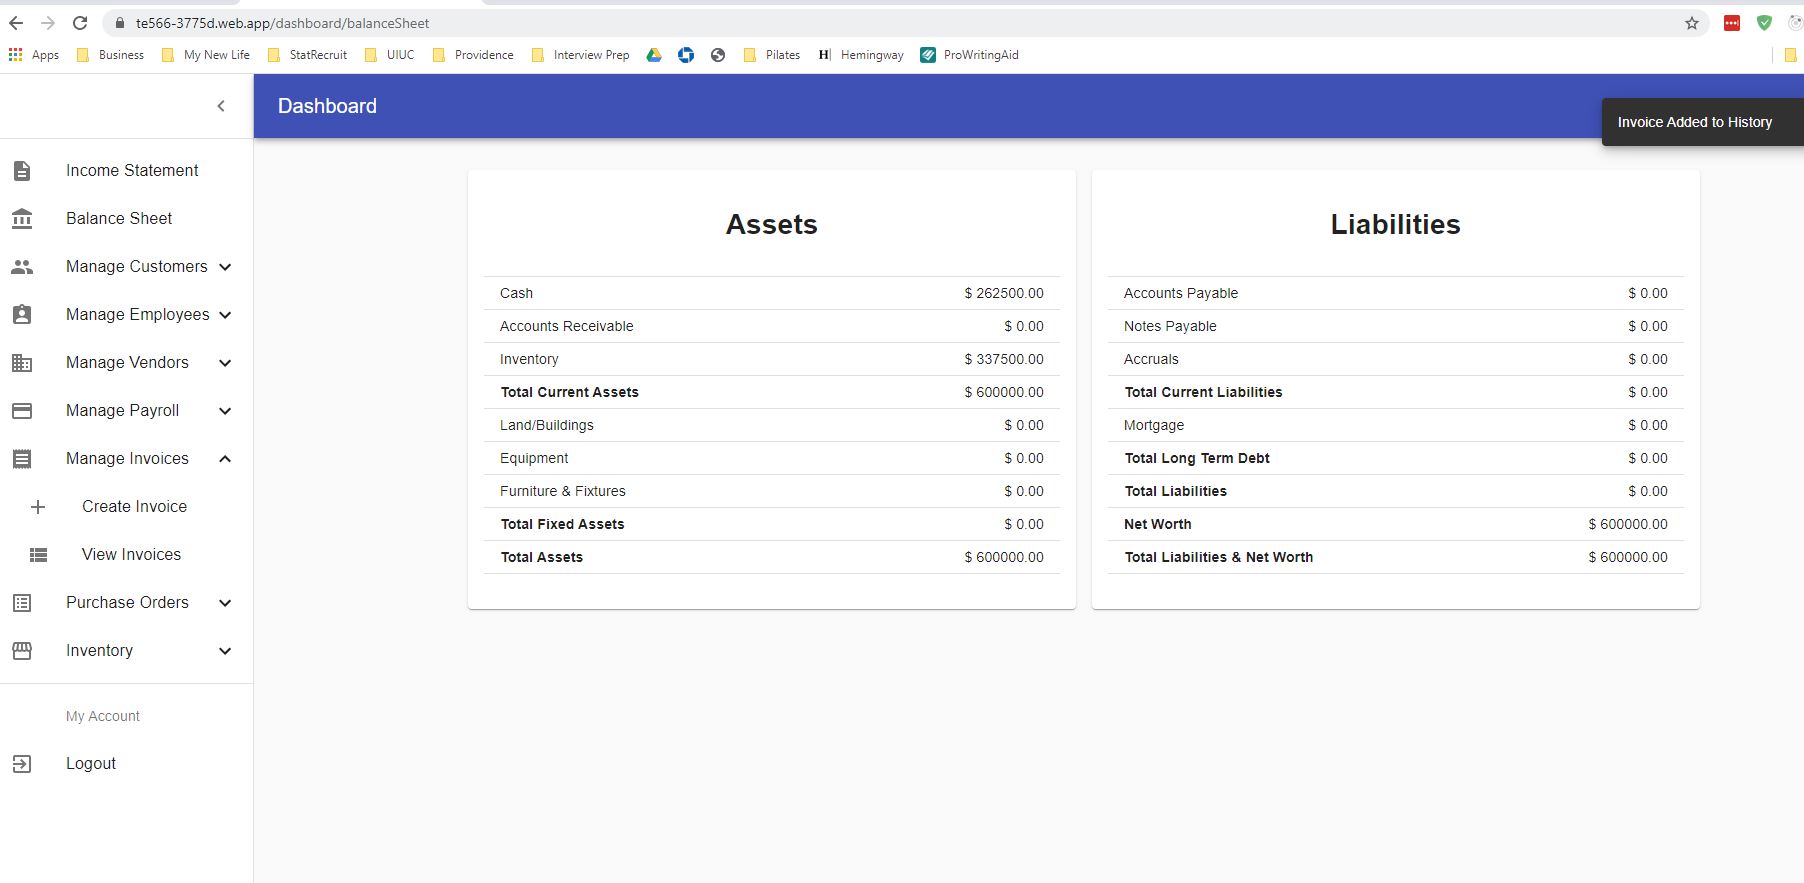 te566-3775d.web.app/dashboard/balanceSheet
Apps Business My New Life StatRecruit UIUC Providence Interview Prep Pilates H Hemingway ProWritingAid
Dashboard
Invoice Added to History
Income Statement
Balance Sheet
Manage Customers
Manage Employees
Manage Vendors
Manage Payroll
Manage Invoices
Create Invoice
View Invoices
Purchase Orders
Inventory
My Account
Logout
Assets
Cash $ 262500.00
Accounts Receivable $ 0.00
Inventory $ 337500.00
Total Current Assets $ 600000.00
Land/Buildings $ 0.00
Equipment $ 0.00
Furniture & Fixtures $ 0.00
Total Fixed Assets $ 0.00
Total Assets $ 600000.00
Liabilities
Accounts Payable $ 0.00
Notes Payable $ 0.00
Accruals $ 0.00
Total Current Liabilities $ 0.00
Mortgage $ 0.00
Total Long Term Debt $ 0.00
Total Liabilities $ 0.00
Net Worth $ 600000.00
Total Liabilities & Net Worth $ 600000.00